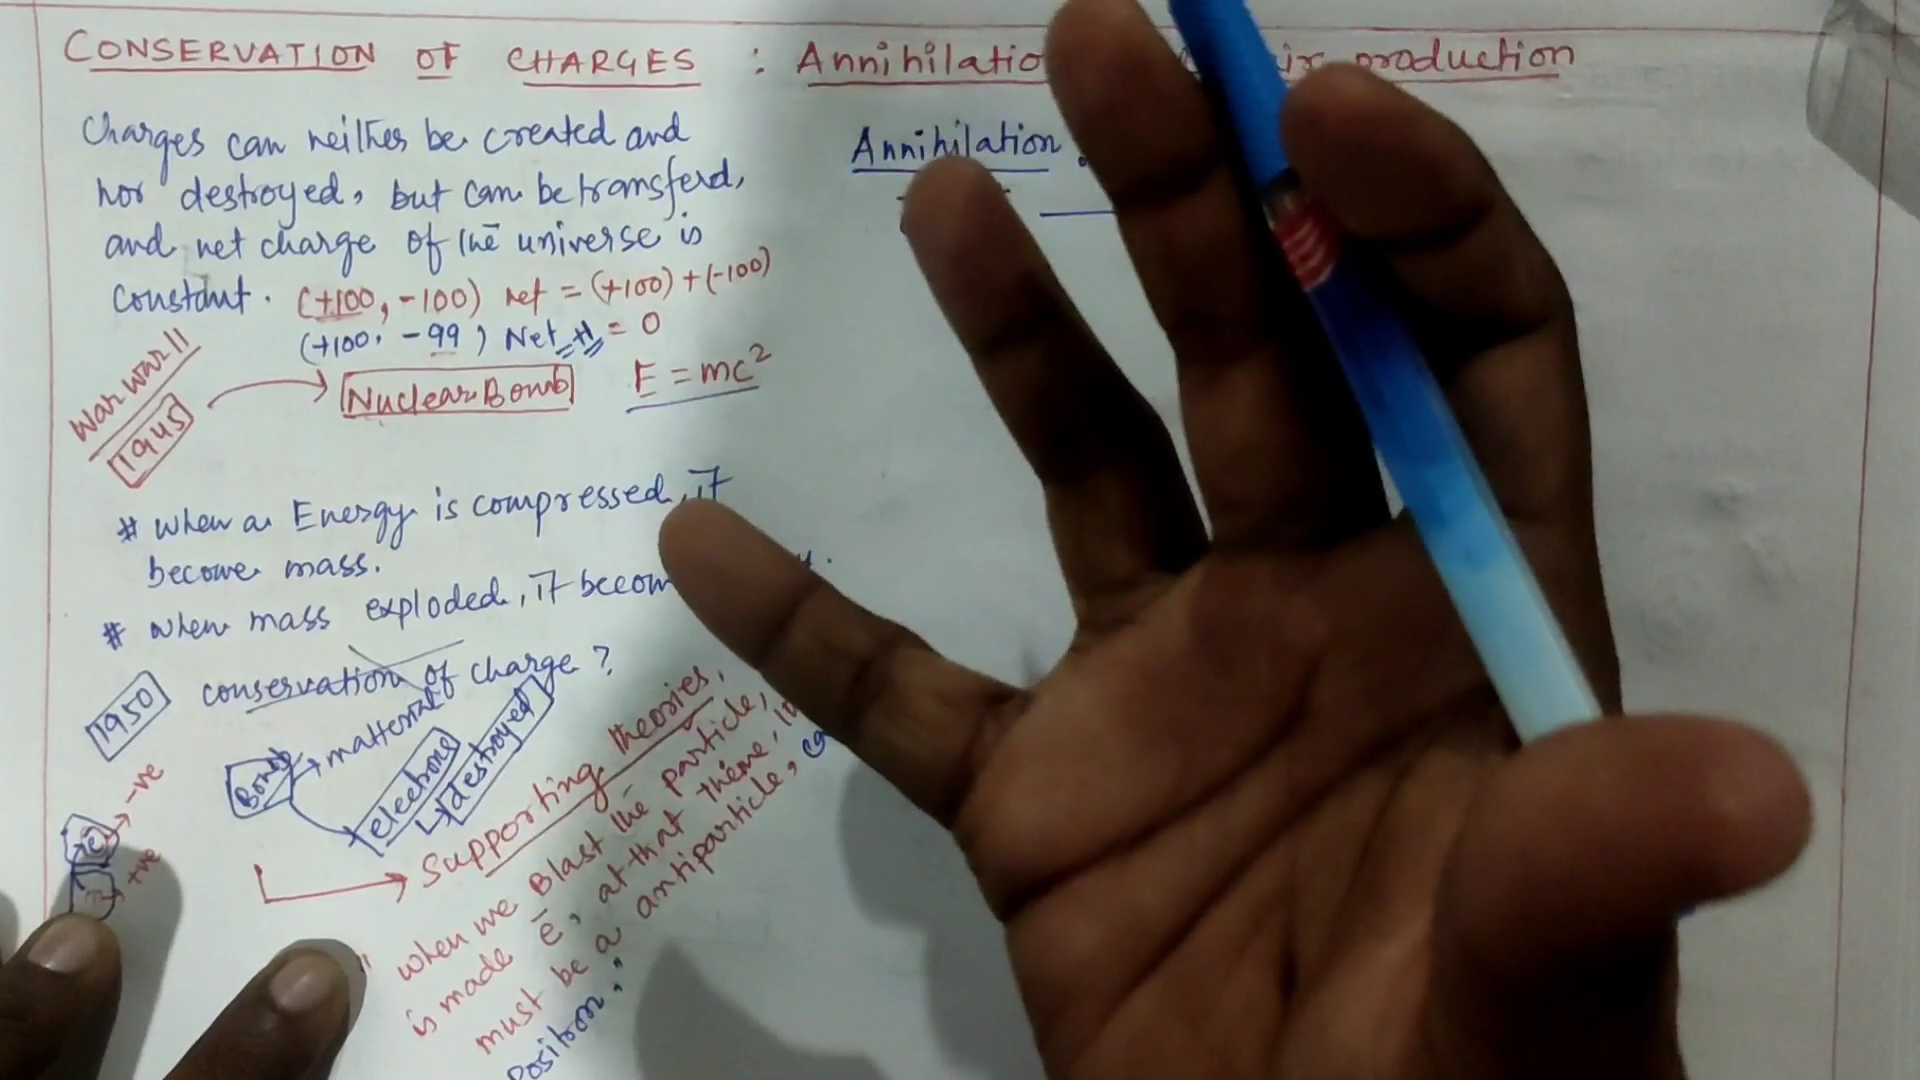 CONSERVATION OF CHARGES : Annihilatio production
Charges can neither be created and
nor destroyed, but can be transferd,
and net charge of the universe is
constant. (+100, -100) net = (+100) + (-100)
(+100, -99) Net +1 = 0
War War II
1945
Nuclear Bomb E = mc²
# when a Energy is compressed, it
become mass.
# when mass exploded, it becom
1950 conservation of charge ?
Bomb
electrone
destroyed
e -ve
+ve
Supporting theories,
" when we Blast the particle,
is made e, at that theme,
must be a antiparticle,
Positron,"
Annihilation